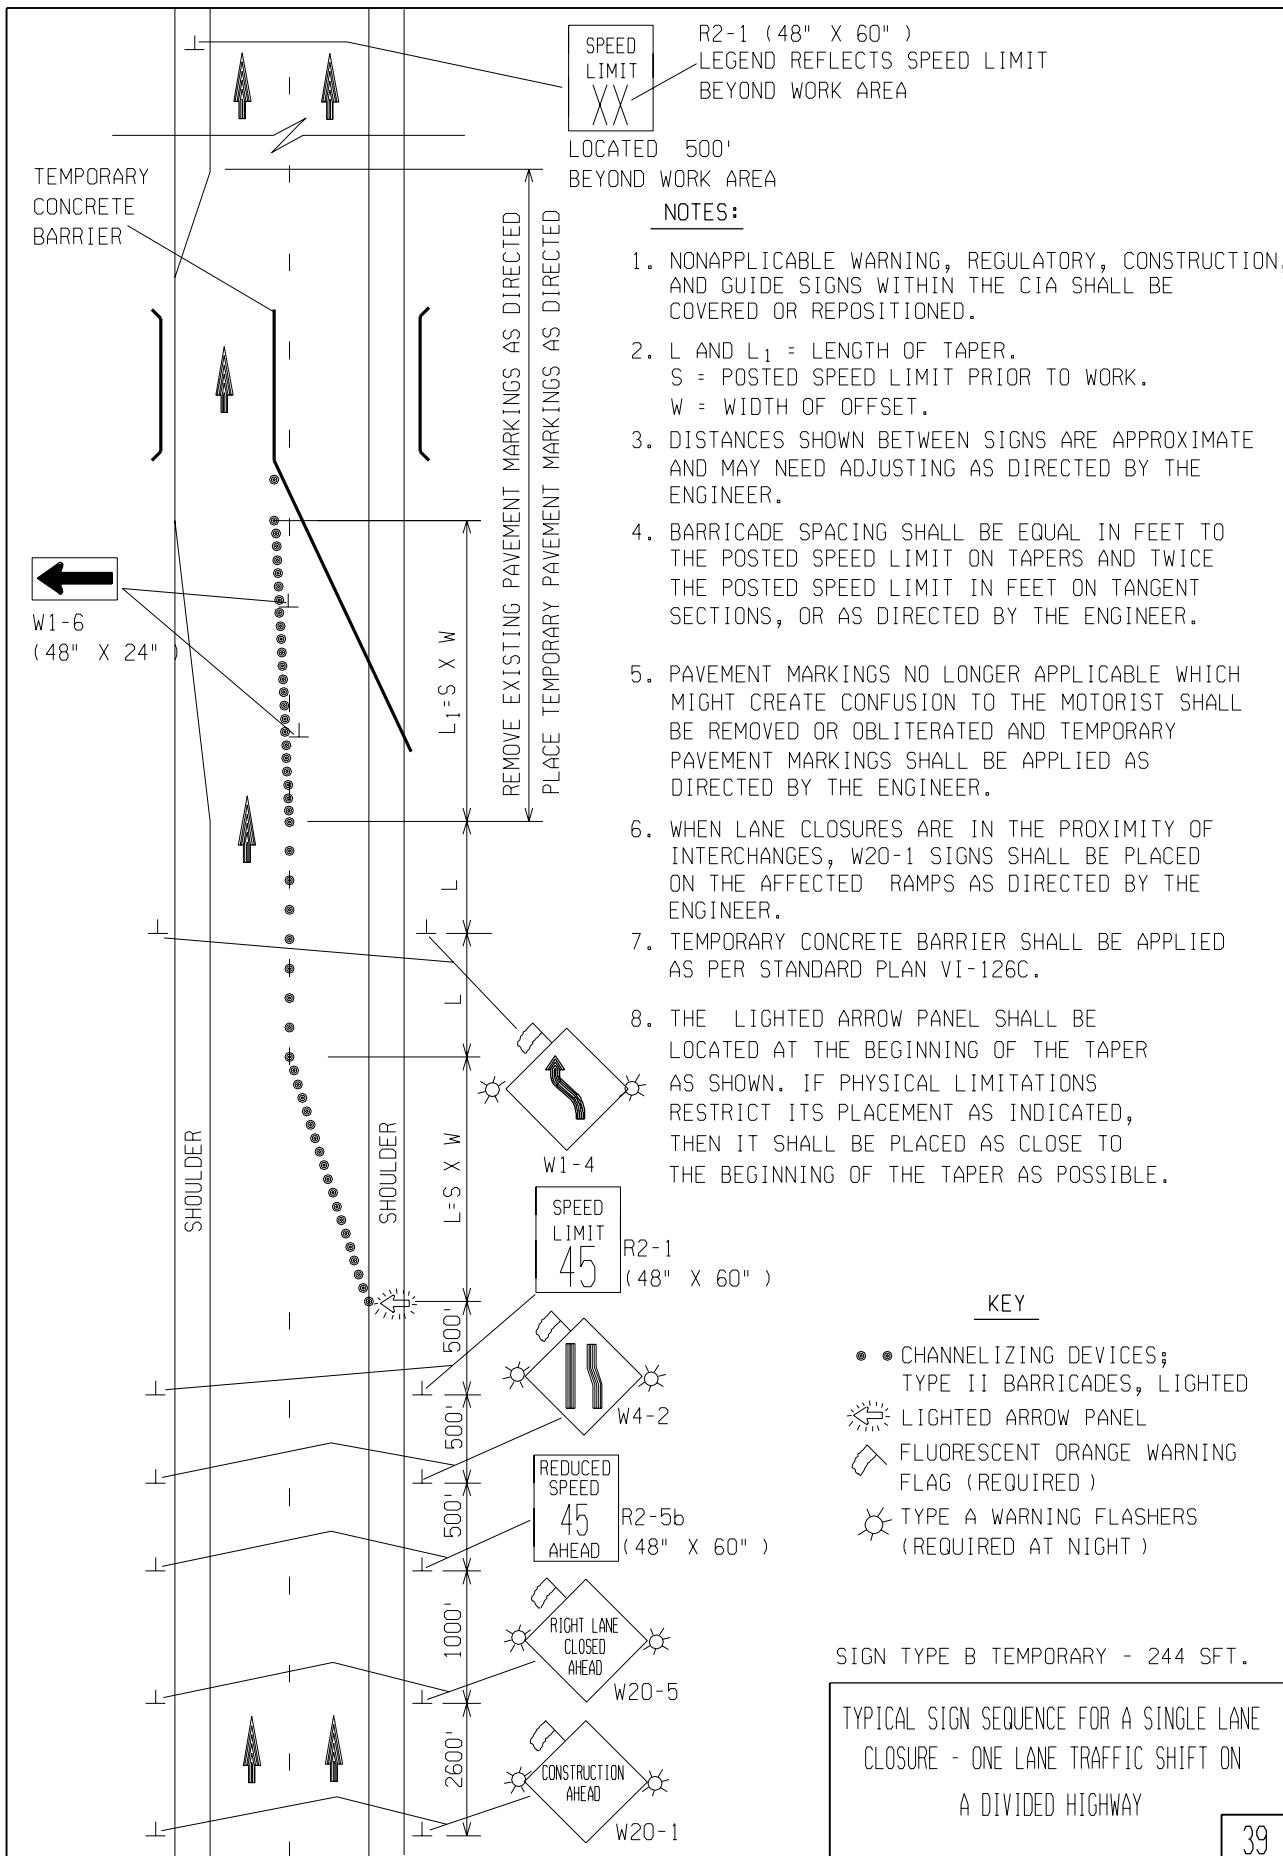 SPEED
LIMIT
XX
R2-1 (48" X 60" )
LEGEND REFLECTS SPEED LIMIT
BEYOND WORK AREA
LOCATED 500'
BEYOND WORK AREA
TEMPORARY
CONCRETE
BARRIER
NOTES:
1. NONAPPLICABLE WARNING, REGULATORY, CONSTRUCTION,
AND GUIDE SIGNS WITHIN THE CIA SHALL BE
COVERED OR REPOSITIONED.
2. L AND L1 = LENGTH OF TAPER.
S = POSTED SPEED LIMIT PRIOR TO WORK.
W = WIDTH OF OFFSET.
3. DISTANCES SHOWN BETWEEN SIGNS ARE APPROXIMATE
AND MAY NEED ADJUSTING AS DIRECTED BY THE
ENGINEER.
4. BARRICADE SPACING SHALL BE EQUAL IN FEET TO
THE POSTED SPEED LIMIT ON TAPERS AND TWICE
THE POSTED SPEED LIMIT IN FEET ON TANGENT
SECTIONS, OR AS DIRECTED BY THE ENGINEER.
5. PAVEMENT MARKINGS NO LONGER APPLICABLE WHICH
MIGHT CREATE CONFUSION TO THE MOTORIST SHALL
BE REMOVED OR OBLITERATED AND TEMPORARY
PAVEMENT MARKINGS SHALL BE APPLIED AS
DIRECTED BY THE ENGINEER.
6. WHEN LANE CLOSURES ARE IN THE PROXIMITY OF
INTERCHANGES, W20-1 SIGNS SHALL BE PLACED
ON THE AFFECTED RAMPS AS DIRECTED BY THE
ENGINEER.
7. TEMPORARY CONCRETE BARRIER SHALL BE APPLIED
AS PER STANDARD PLAN VI-126C.
8. THE LIGHTED ARROW PANEL SHALL BE
LOCATED AT THE BEGINNING OF THE TAPER
AS SHOWN. IF PHYSICAL LIMITATIONS
RESTRICT ITS PLACEMENT AS INDICATED,
THEN IT SHALL BE PLACED AS CLOSE TO
THE BEGINNING OF THE TAPER AS POSSIBLE.
REMOVE EXISTING PAVEMENT MARKINGS AS DIRECTED
PLACE TEMPORARY PAVEMENT MARKINGS AS DIRECTED
W1-6
(48" X 24" )
L1=S X W
L
L
L=S X W
SHOULDER
SHOULDER
W1-4
SPEED
LIMIT
45
R2-1
(48" X 60" )
500'
W4-2
500'
REDUCED
SPEED
45
AHEAD
R2-5b
(48" X 60" )
500'
RIGHT LANE
CLOSED
AHEAD
W20-5
1000'
CONSTRUCTION
AHEAD
W20-1
2600'
KEY
CHANNELIZING DEVICES;
TYPE II BARRICADES, LIGHTED
LIGHTED ARROW PANEL
FLUORESCENT ORANGE WARNING
FLAG (REQUIRED )
TYPE A WARNING FLASHERS
(REQUIRED AT NIGHT )
SIGN TYPE B TEMPORARY - 244 SFT.
TYPICAL SIGN SEQUENCE FOR A SINGLE LANE
CLOSURE - ONE LANE TRAFFIC SHIFT ON
A DIVIDED HIGHWAY
39